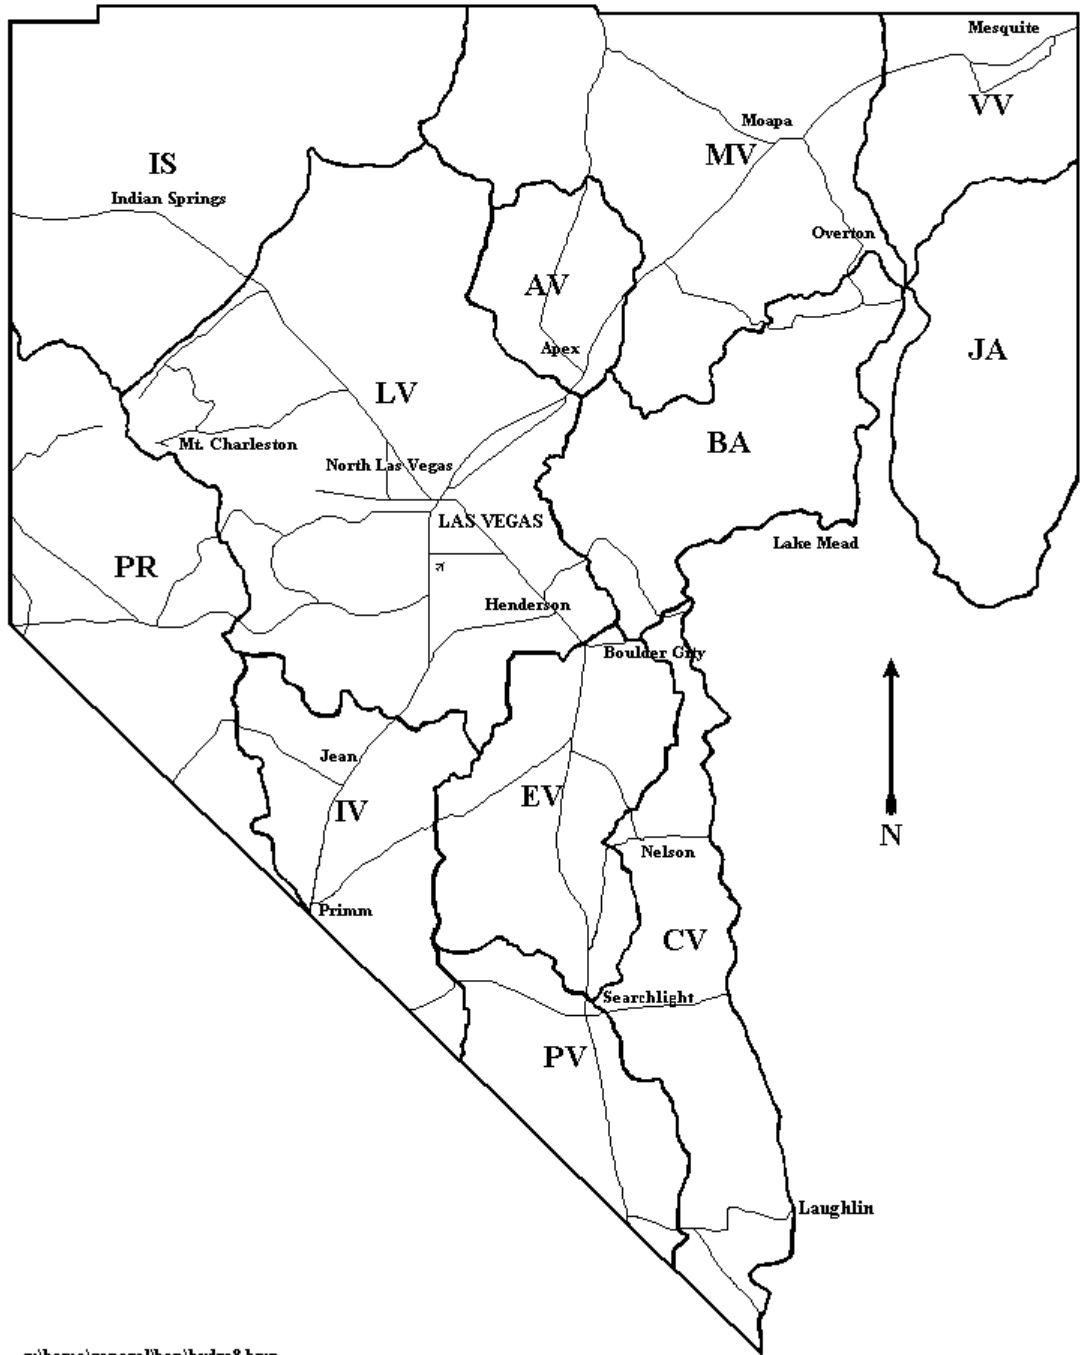 Mesquite
VV
Moapa
MV
IS
Indian Springs
Overton
AV
Apex
JA
LV
BA
Mt. Charleston
North Las Vegas
LAS VEGAS
Lake Mead
PR
Henderson
Boulder City
Jean
IV
EV
N
Nelson
Primm
CV
Searchlight
PV
Laughlin